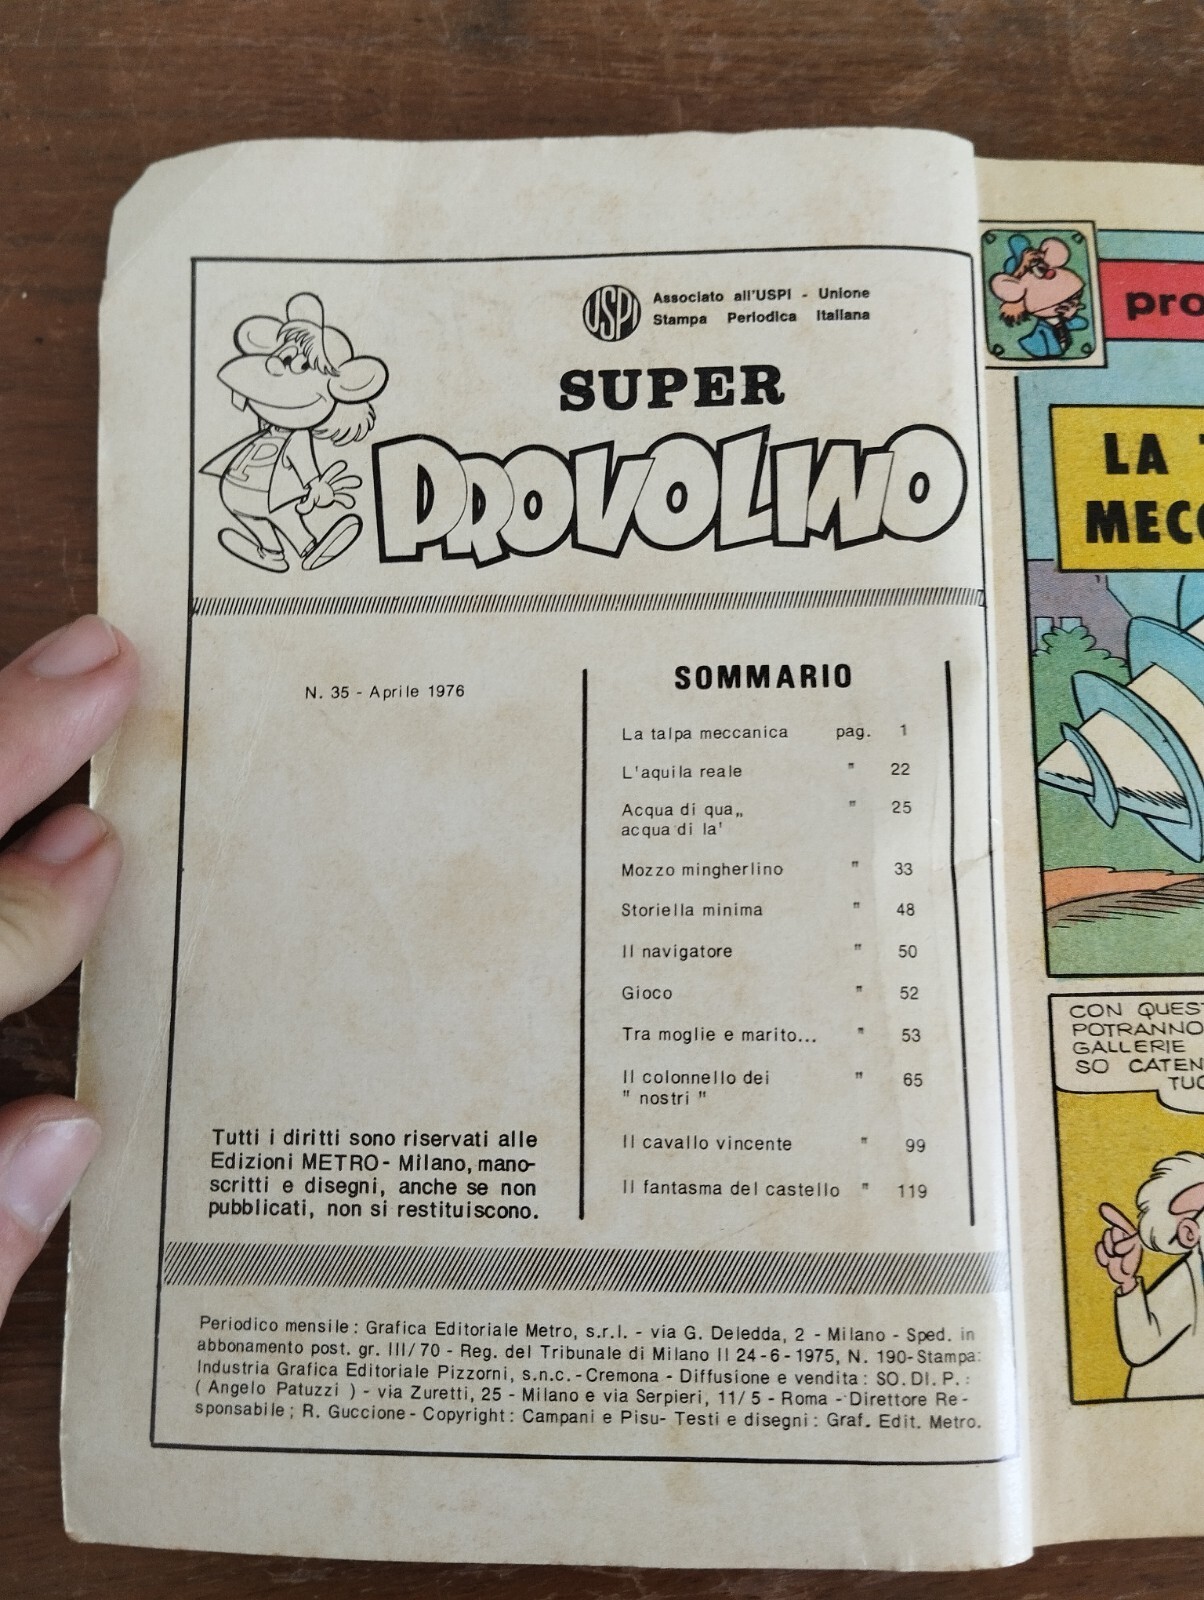 USPI
Associato all'USPI - Unione
Stampa Periodica Italiana
SUPER
PROVOLINO
P
N. 35 - Aprile 1976
SOMMARIO
La talpa meccanica pag. 1
L'aquila reale " 22
Acqua di qua,, " 25
acqua di la'
Mozzo mingherlino " 33
Storiella minima " 48
Il navigatore " 50
Gioco " 52
Tra moglie e marito... " 53
Il colonnello dei " 65
" nostri "
Il cavallo vincente " 99
Il fantasma del castello " 119
Tutti i diritti sono riservati alle
Edizioni METRO - Milano, mano-
scritti e disegni, anche se non
pubblicati, non si restituiscono.
Periodico mensile : Grafica Editoriale Metro, s.r.l. - via G. Deledda, 2 - Milano - Sped. in
abbonamento post. gr. III/70 - Reg. del Tribunale di Milano Il 24-6-1975, N. 190-Stampa:
Industria Grafica Editoriale Pizzorni, s.n.c. - Cremona - Diffusione e vendita : SO. DI. P. :
( Angelo Patuzzi ) - via Zuretti, 25 - Milano e via Serpieri, 11/5 - Roma - Direttore Re-
sponsabile ; R. Guccione - Copyright : Campani e Pisu - Testi e disegni : Graf. Edit. Metro.
pro
LA
MECC
CON QUES
POTRANNO
GALLERIE
SO CATEN
TUO